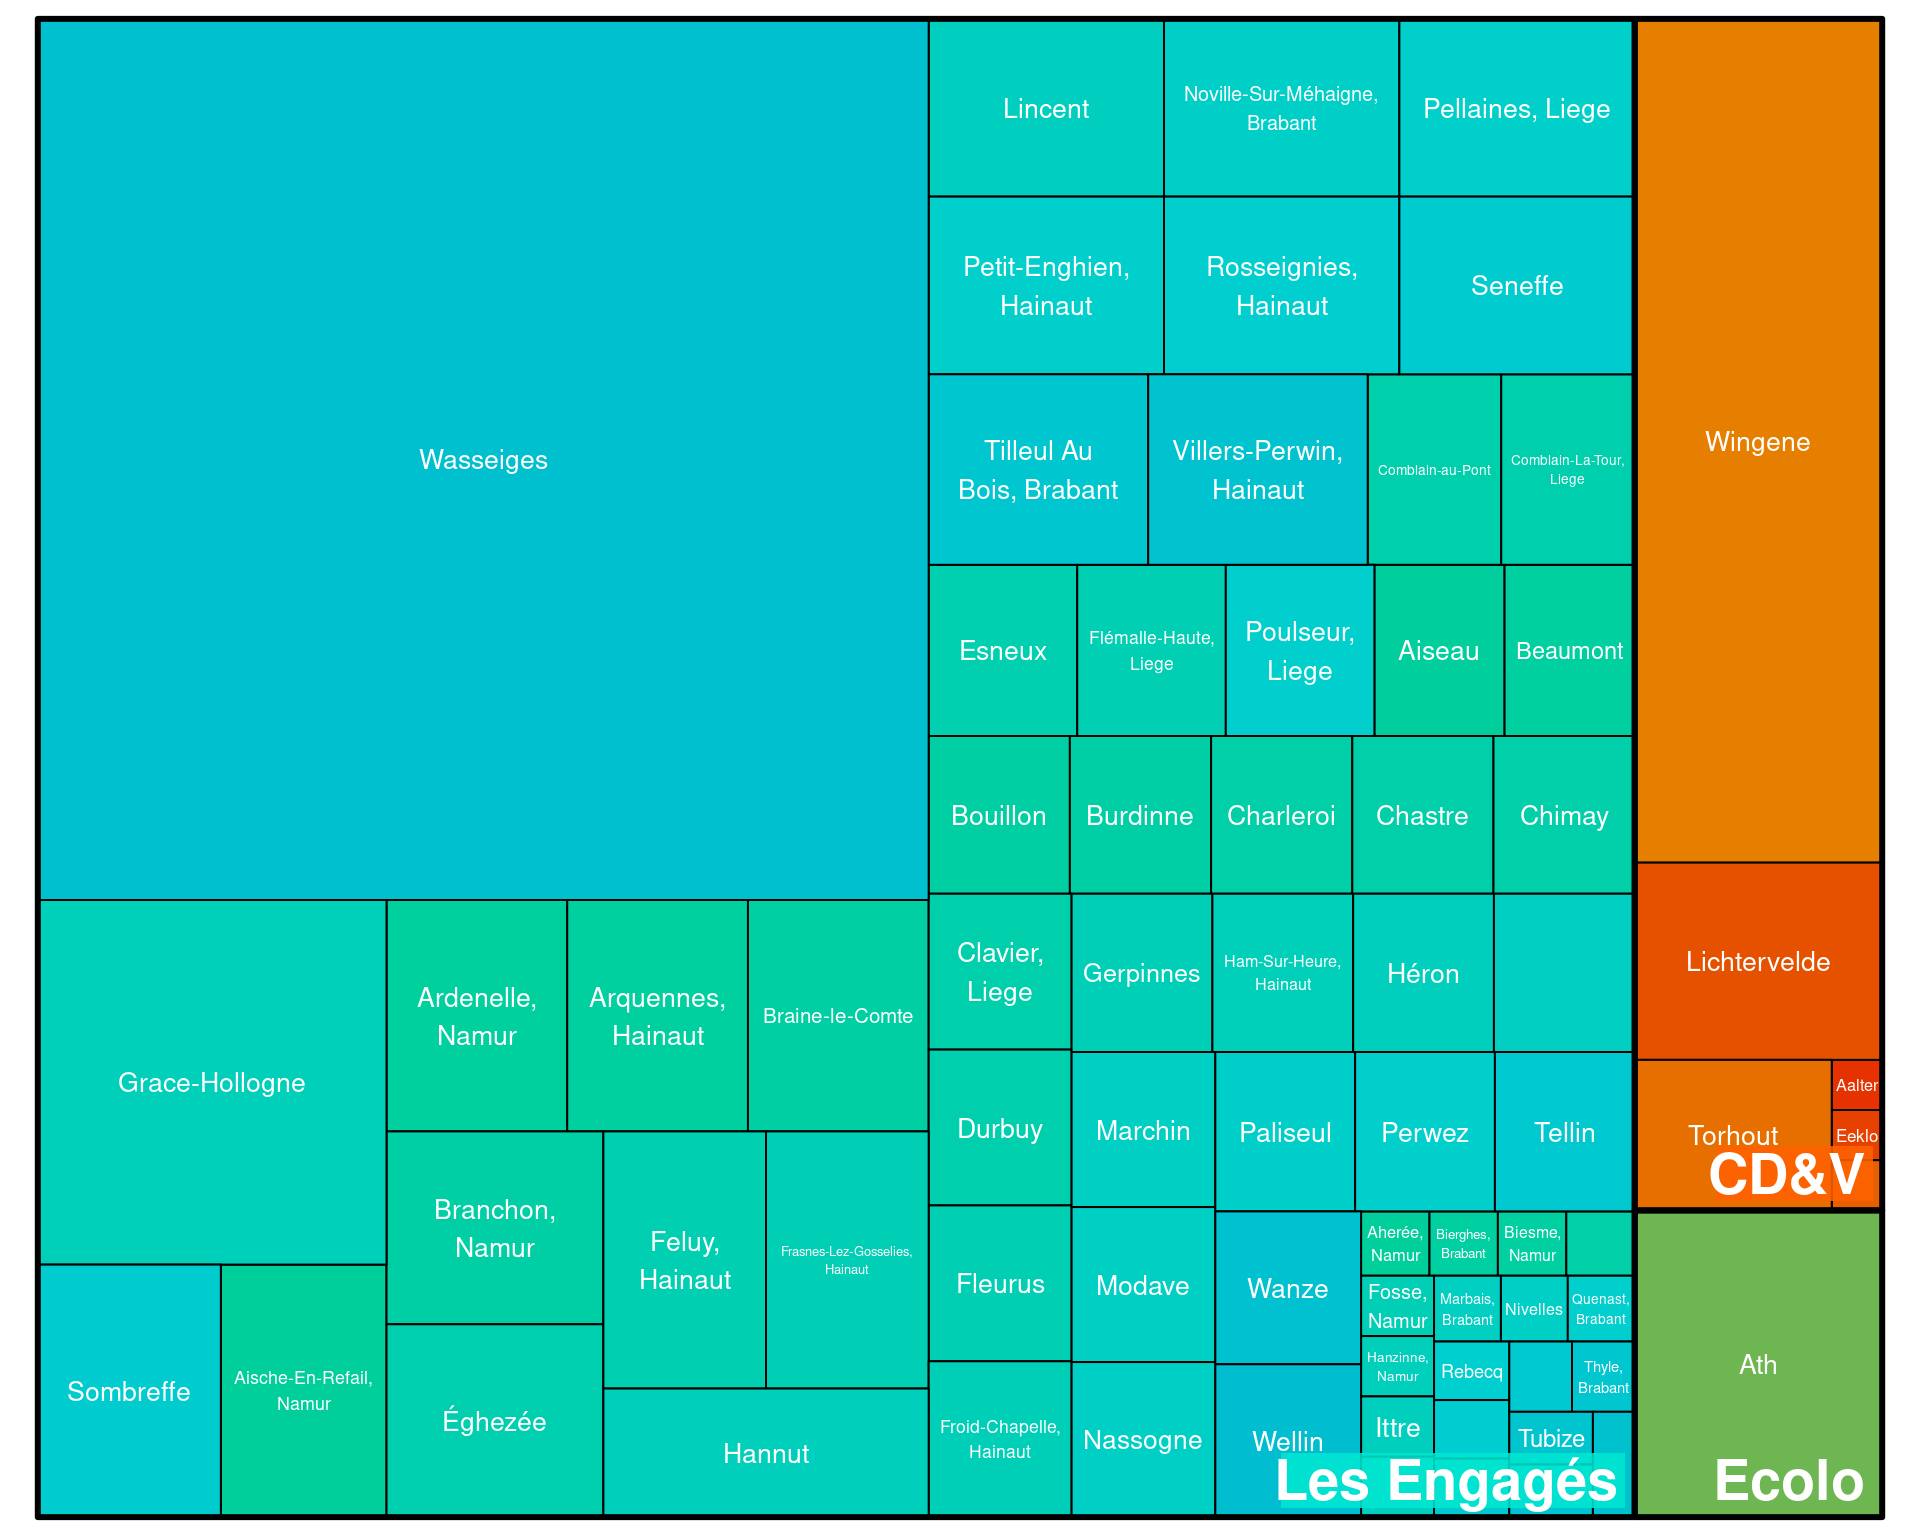 Wasseiges
Lincent
Noville-Sur-Méhaigne,
Brabant
Pellaines, Liege
Petit-Enghien,
Hainaut
Rosseignies,
Hainaut
Seneffe
Tilleul Au
Bois, Brabant
Villers-Perwin,
Hainaut
Comblain-au-Pont
Comblain-La-Tour,
Liege
Esneux
Flémalle-Haute,
Liege
Poulseur,
Liege
Aiseau
Beaumont
Bouillon
Burdinne
Charleroi
Chastre
Chimay
Grace-Hollogne
Ardenelle,
Namur
Arquennes,
Hainaut
Braine-le-Comte
Branchon,
Namur
Feluy,
Hainaut
Frasnes-Lez-Gosselies,
Hainaut
Sombreffe
Aische-En-Refail,
Namur
Éghezée
Hannut
Clavier,
Liege
Gerpinnes
Ham-Sur-Heure,
Hainaut
Héron
Durbuy
Marchin
Paliseul
Perwez
Tellin
Fleurus
Modave
Wanze
Aherée,
Namur
Bierghes,
Brabant
Biesme,
Namur
Fosse,
Namur
Marbais,
Brabant
Nivelles
Quenast,
Brabant
Hanzinne,
Namur
Rebecq
Thyle,
Brabant
Froid-Chapelle,
Hainaut
Nassogne
Wellin
Ittre
Tubize
Les Engagés
Wingene
Lichtervelde
Torhout
Aalter
Eeklo
CD&V
Ath
Ecolo